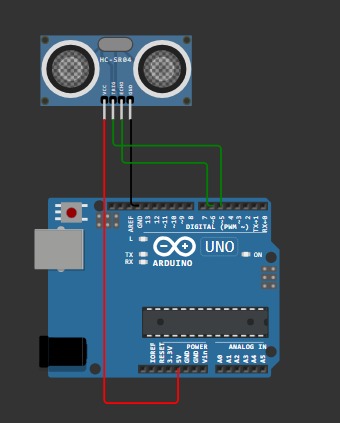 HC-SR04
VCC
TRIG
ECHO
GND
AREF
GND
13
12
~11
~10
~9
8
7
~6
~5
4
~3
2
TX→1
RX←0
DIGITAL (PWM ~)
L
TX
RX
UNO
ON
ARDUINO
IOREF
RESET
3.3V
5V
GND
GND
Vin
POWER
ANALOG IN
A0
A1
A2
A3
A4
A5